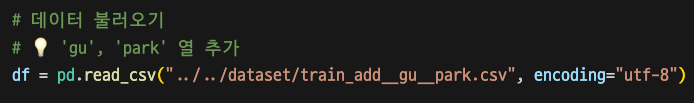 # 데이터 불러오기
# 💡 'gu', 'park' 열 추가
df = pd.read_csv("../../dataset/train_add__gu__park.csv", encoding="utf-8")